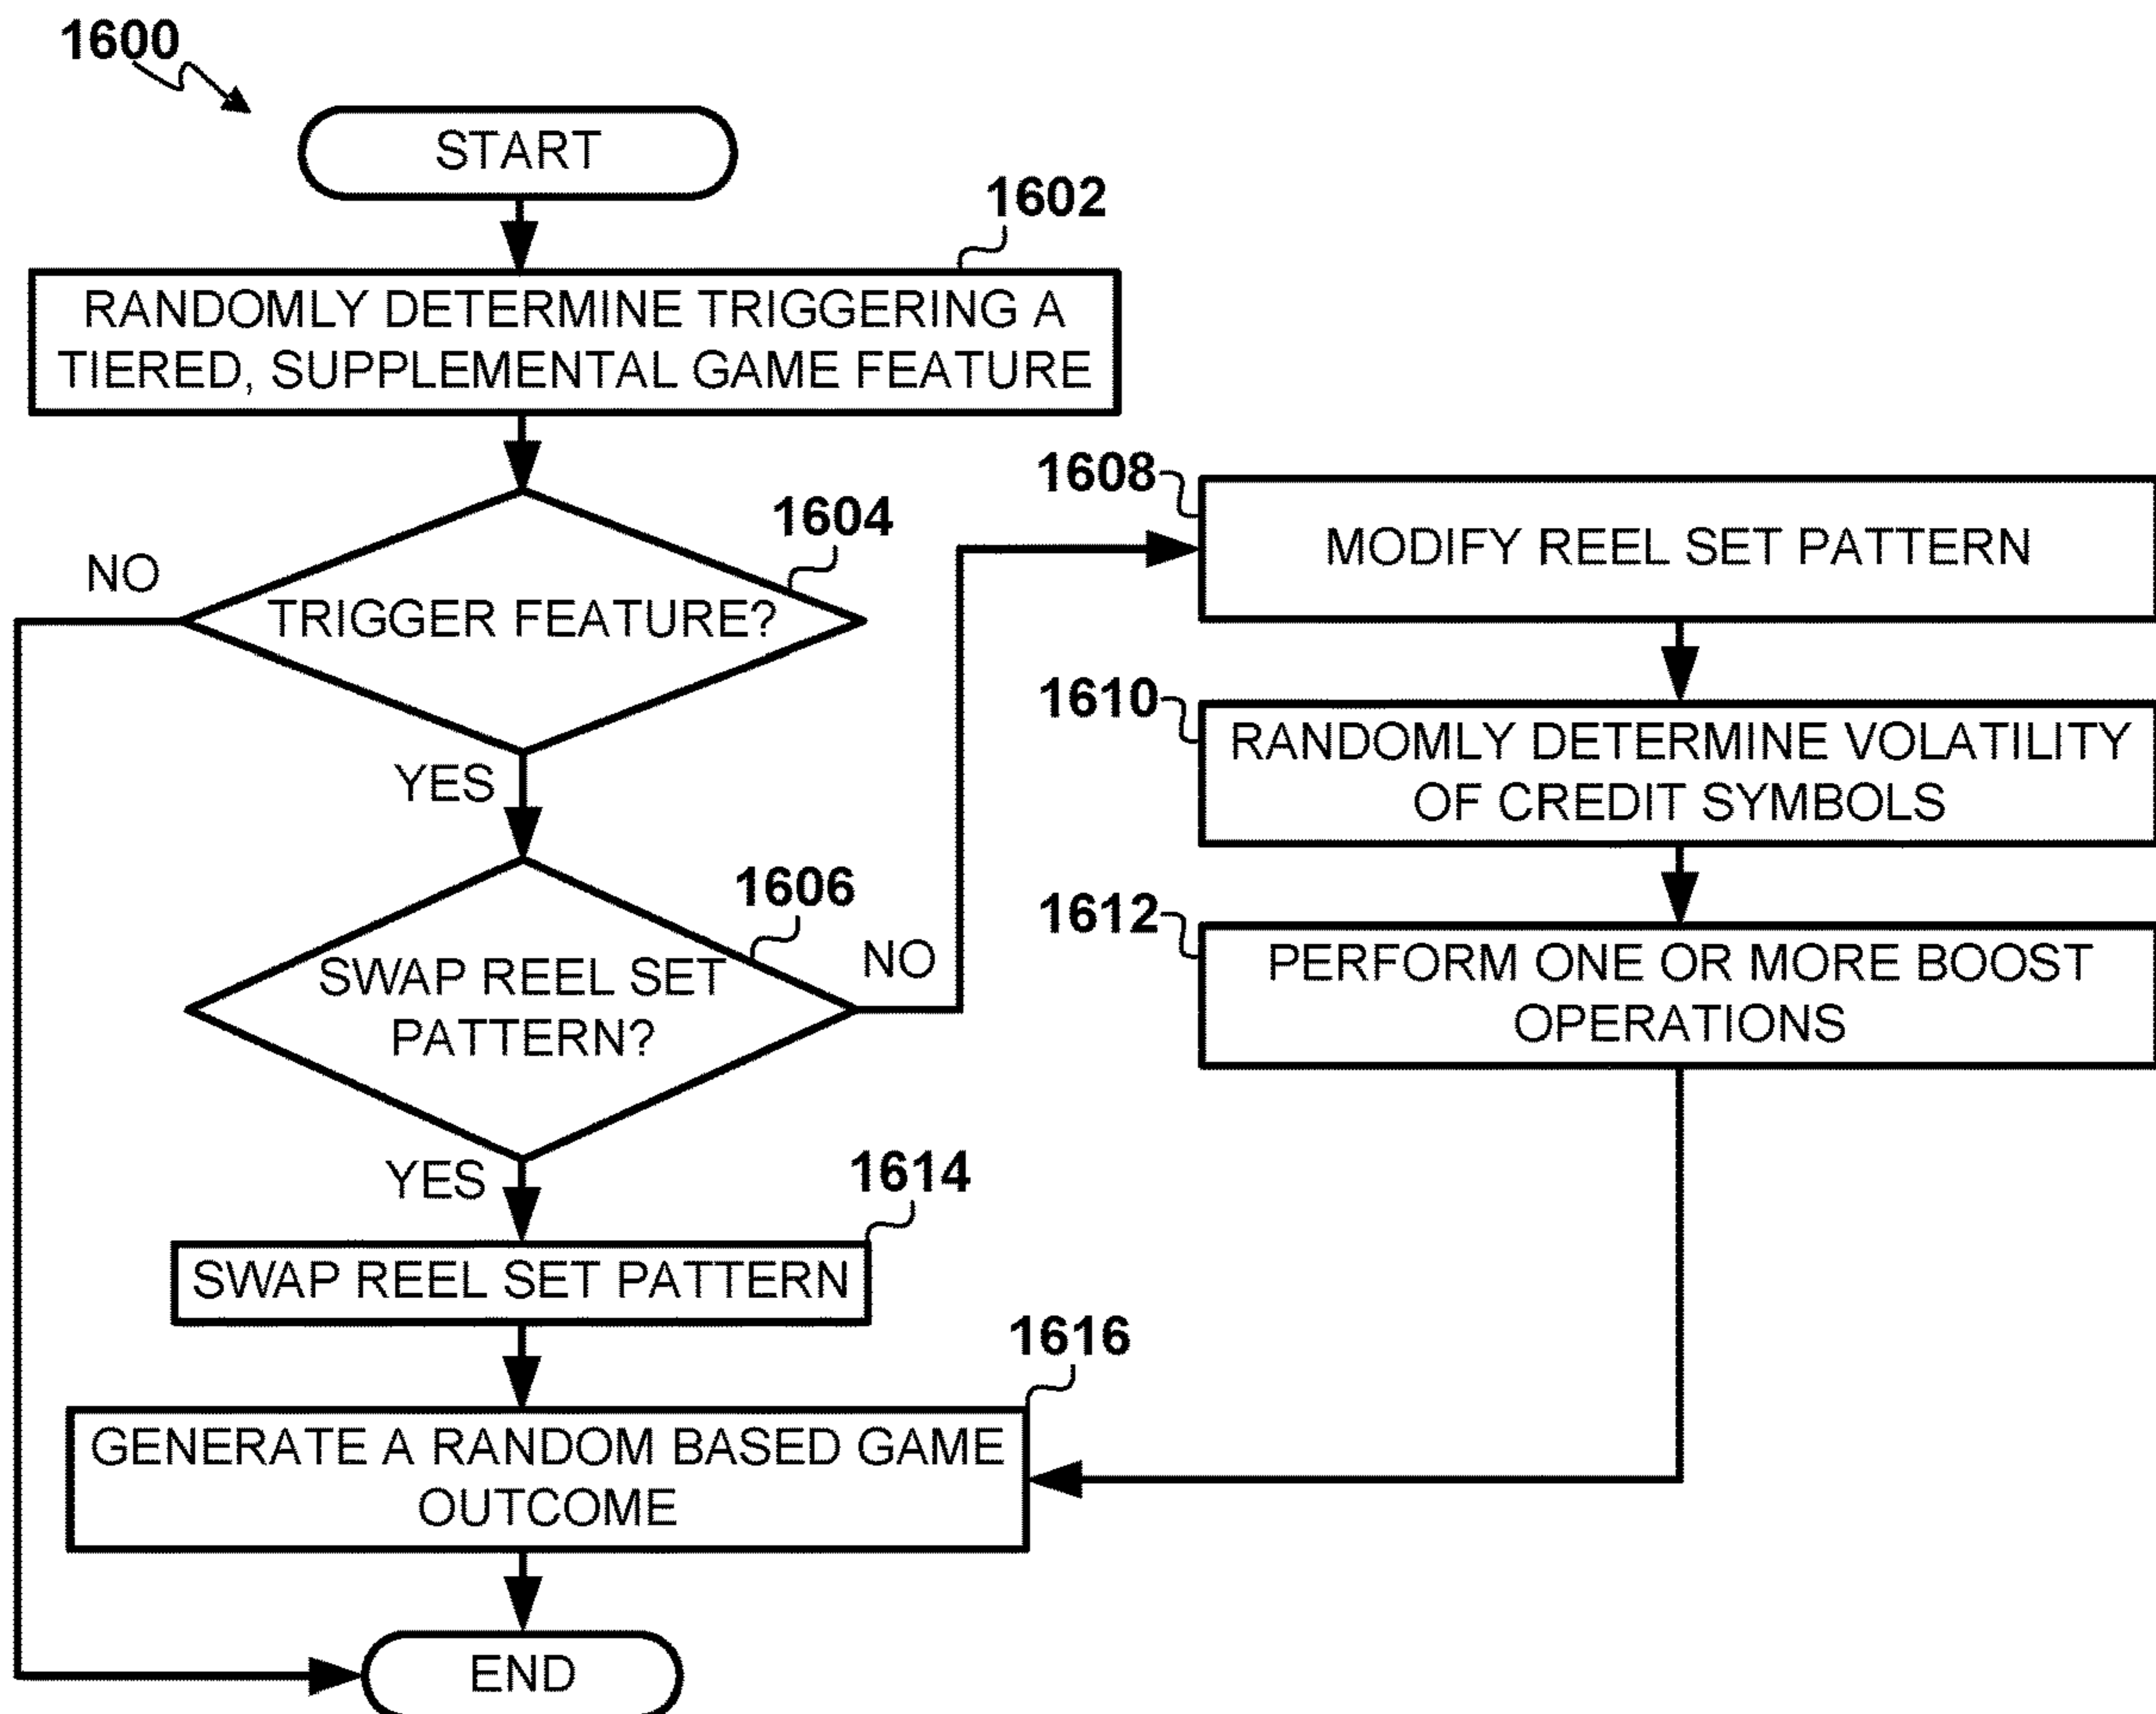 1600
START
1602
RANDOMLY DETERMINE TRIGGERING A
TIERED, SUPPLEMENTAL GAME FEATURE
1604
NO
TRIGGER FEATURE?
YES
1606
SWAP REEL SET
PATTERN?
NO
YES
1608
MODIFY REEL SET PATTERN
1610
RANDOMLY DETERMINE VOLATILITY
OF CREDIT SYMBOLS
1612
PERFORM ONE OR MORE BOOST
OPERATIONS
1614
SWAP REEL SET PATTERN
1616
GENERATE A RANDOM BASED GAME
OUTCOME
END